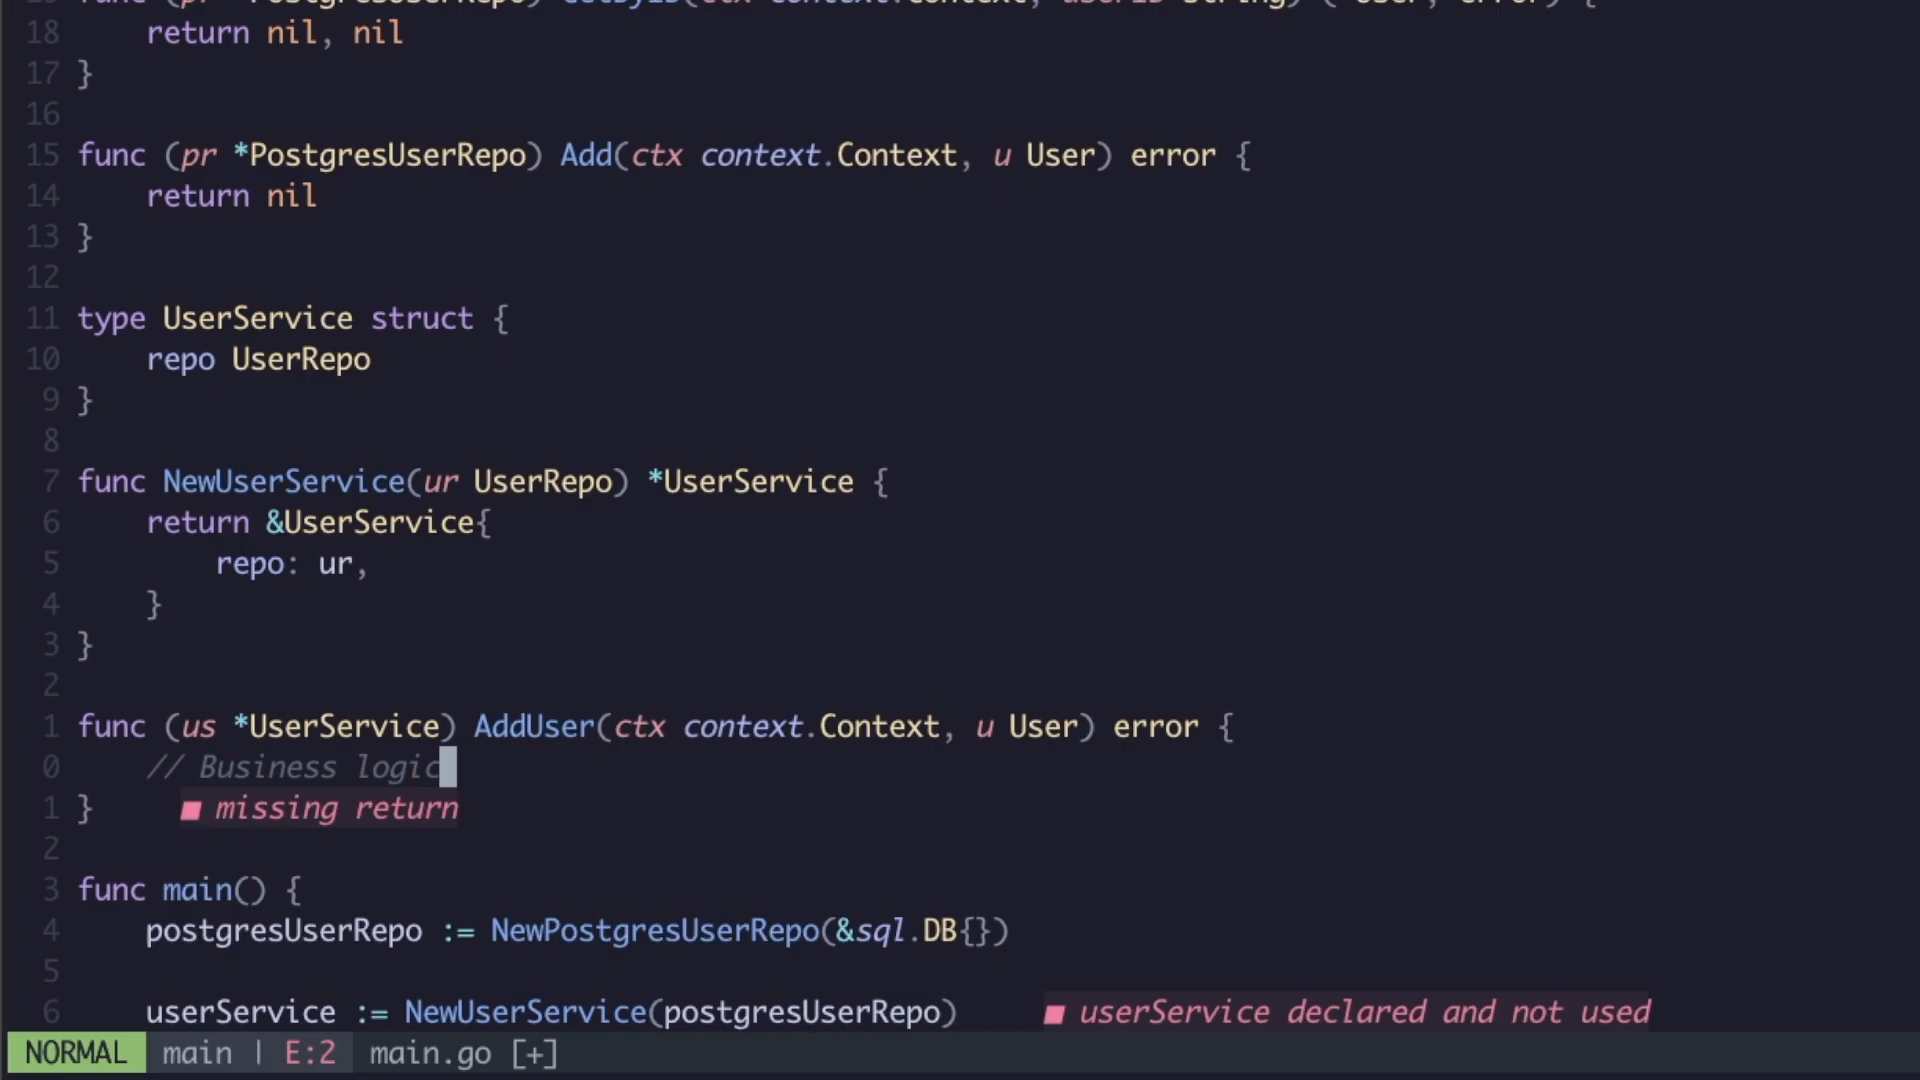 18 return nil, nil
17 }
16
15 func (pr *PostgresUserRepo) Add(ctx context.Context, u User) error {
14 return nil
13 }
12
11 type UserService struct {
10 repo UserRepo
9 }
8
7 func NewUserService(ur UserRepo) *UserService {
6 return &UserService{
5 repo: ur,
4 }
3 }
2
1 func (us *UserService) AddUser(ctx context.Context, u User) error {
0 // Business logic
1 } ■ missing return
2
3 func main() {
4 postgresUserRepo := NewPostgresUserRepo(&sql.DB{})
5
6 userService := NewUserService(postgresUserRepo) ■ userService declared and not used
NORMAL main | E:2 main.go [+]